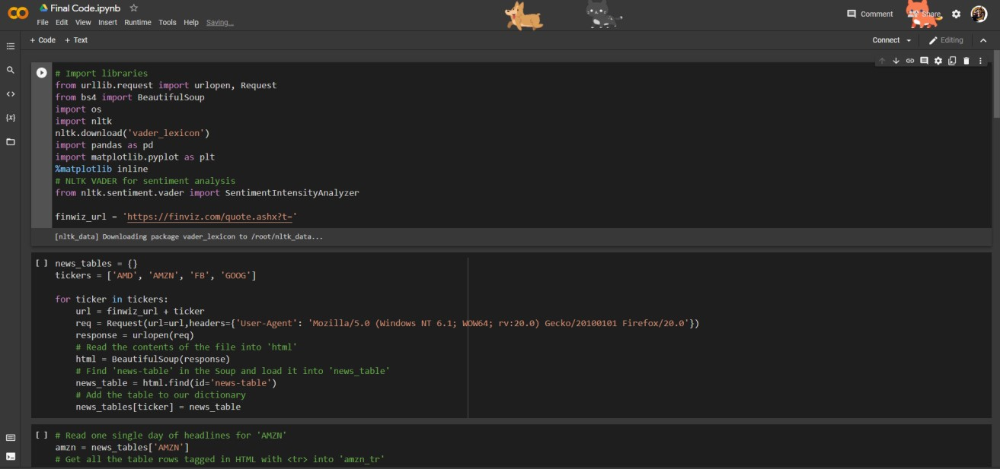 Final Code.ipynb
File Edit View Insert Runtime Tools Help Saving...
Comment Share
+ Code + Text
Connect Editing
# Import libraries
from urllib.request import urlopen, Request
from bs4 import BeautifulSoup
import os
import nltk
nltk.download('vader_lexicon')
import pandas as pd
import matplotlib.pyplot as plt
%matplotlib inline
# NLTK VADER for sentiment analysis
from nltk.sentiment.vader import SentimentIntensityAnalyzer
finwiz_url = 'https://finviz.com/quote.ashx?t='
[nltk_data] Downloading package vader_lexicon to /root/nltk_data...
[ ] news_tables = {}
tickers = ['AMD', 'AMZN', 'FB', 'GOOG']
for ticker in tickers:
    url = finwiz_url + ticker
    req = Request(url=url,headers={'User-Agent': 'Mozilla/5.0 (Windows NT 6.1; WOW64; rv:20.0) Gecko/20100101 Firefox/20.0'})
    response = urlopen(req)
    # Read the contents of the file into 'html'
    html = BeautifulSoup(response)
    # Find 'news-table' in the Soup and load it into 'news_table'
    news_table = html.find(id='news-table')
    # Add the table to our dictionary
    news_tables[ticker] = news_table
[ ] # Read one single day of headlines for 'AMZN'
amzn = news_tables['AMZN']
# Get all the table rows tagged in HTML with <tr> into 'amzn_tr'